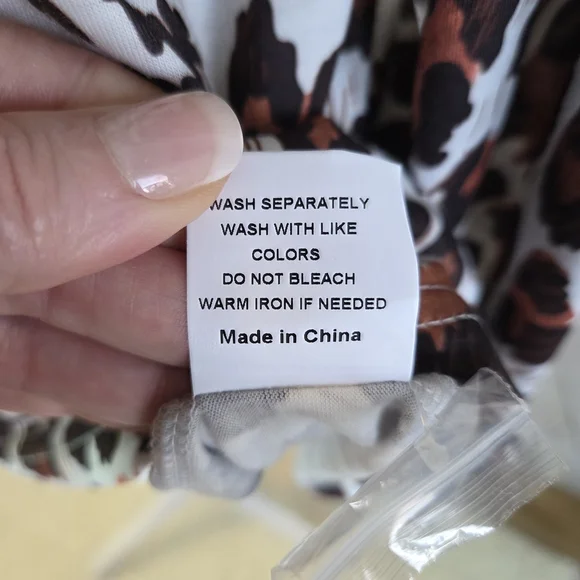 WASH SEPARATELY
WASH WITH LIKE
COLORS
DO NOT BLEACH
WARM IRON IF NEEDED
Made in China